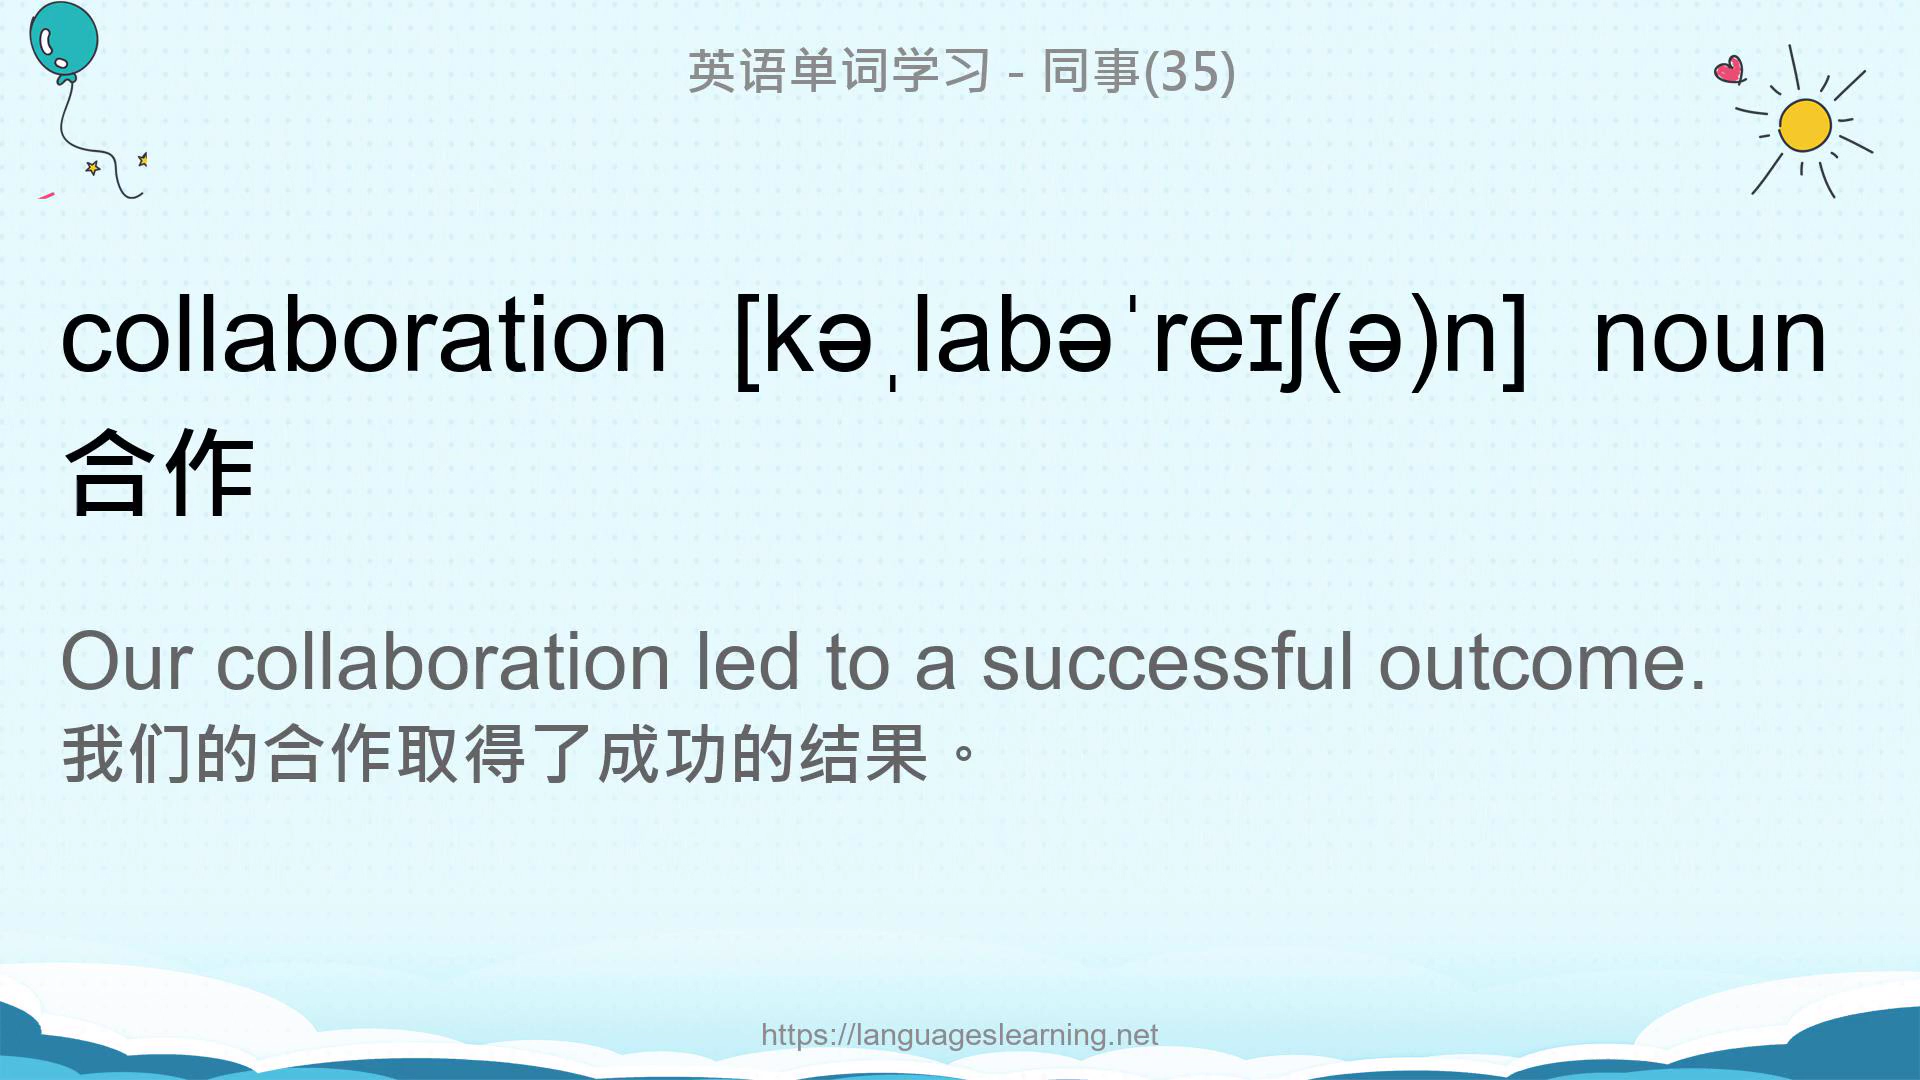 英语单词学习 - 同事(35)
collaboration [kəˌlabəˈreɪʃ(ə)n] noun
合作
Our collaboration led to a successful outcome.
我们的合作取得了成功的结果。
https://languageslearning.net